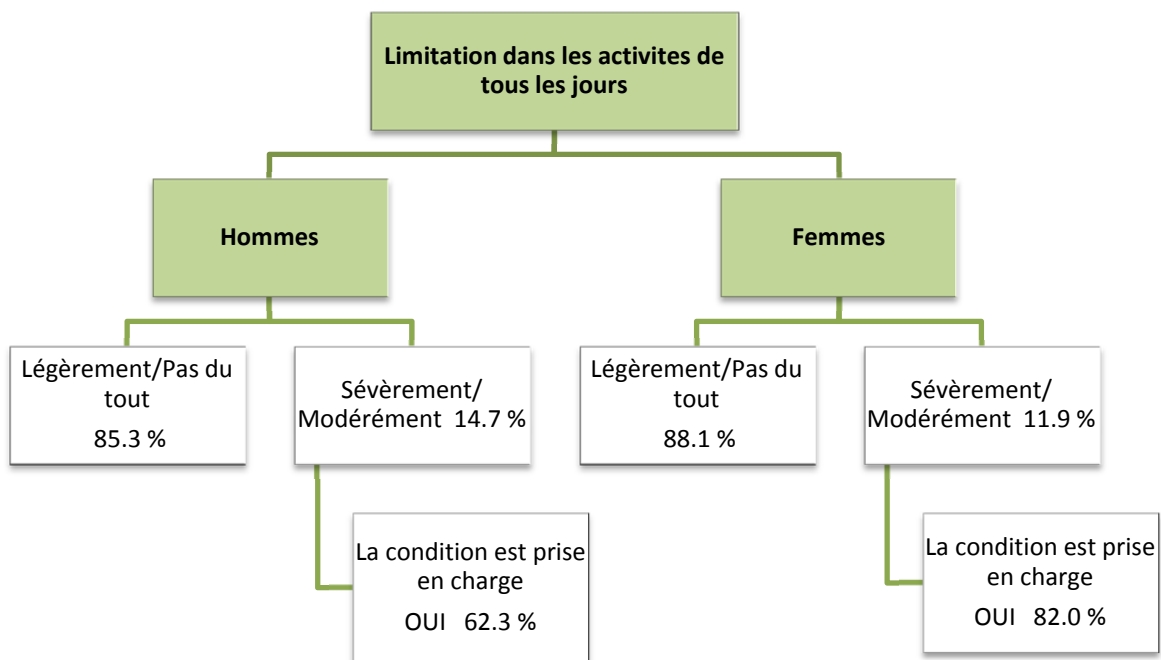 Limitation dans les activites de
tous les jours
Hommes
Femmes
Légèrement/Pas du
tout
85.3 %
Sévèrement/
Modérément 14.7 %
Légèrement/Pas du
tout
88.1 %
Sévèrement/
Modérément 11.9 %
La condition est prise
en charge
OUI 62.3 %
La condition est prise
en charge
OUI 82.0 %